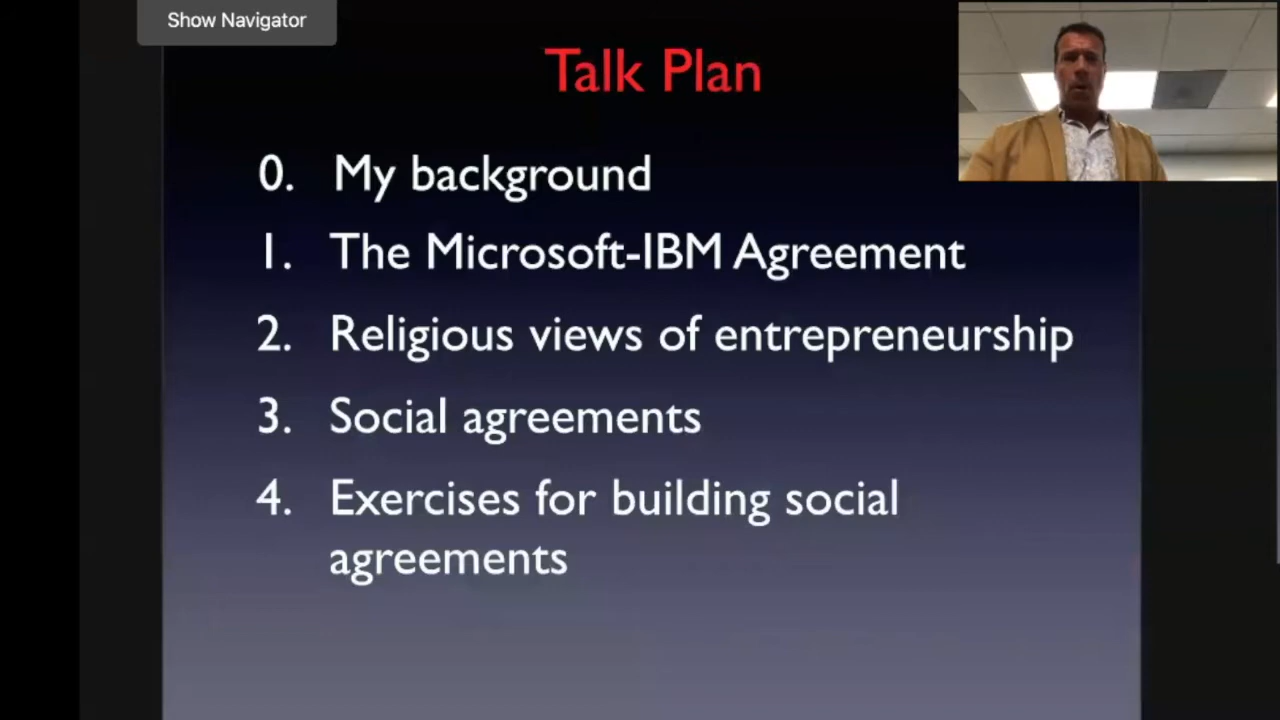 Show Navigator
Talk Plan
0. My background
1. The Microsoft-IBM Agreement
2. Religious views of entrepreneurship
3. Social agreements
4. Exercises for building social
agreements